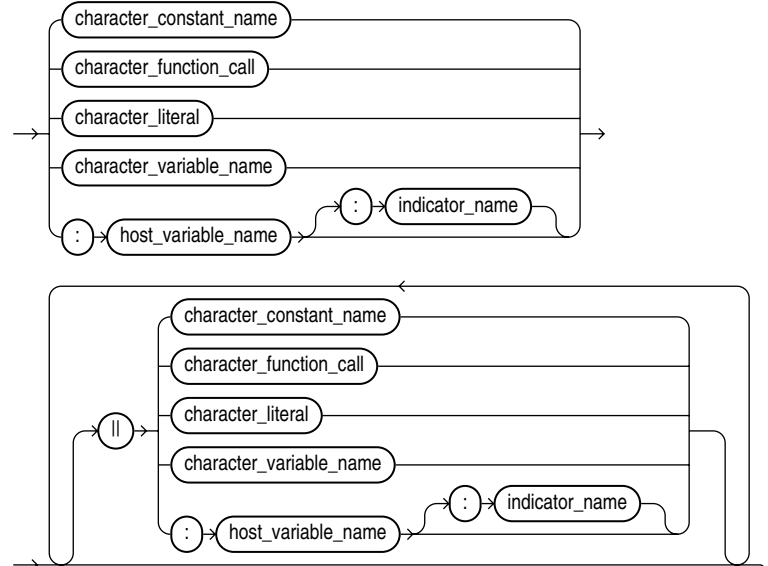 character_constant_name
character_function_call
character_literal
character_variable_name
: host_variable_name : indicator_name
character_constant_name
character_function_call
||
character_literal
character_variable_name
: host_variable_name : indicator_name